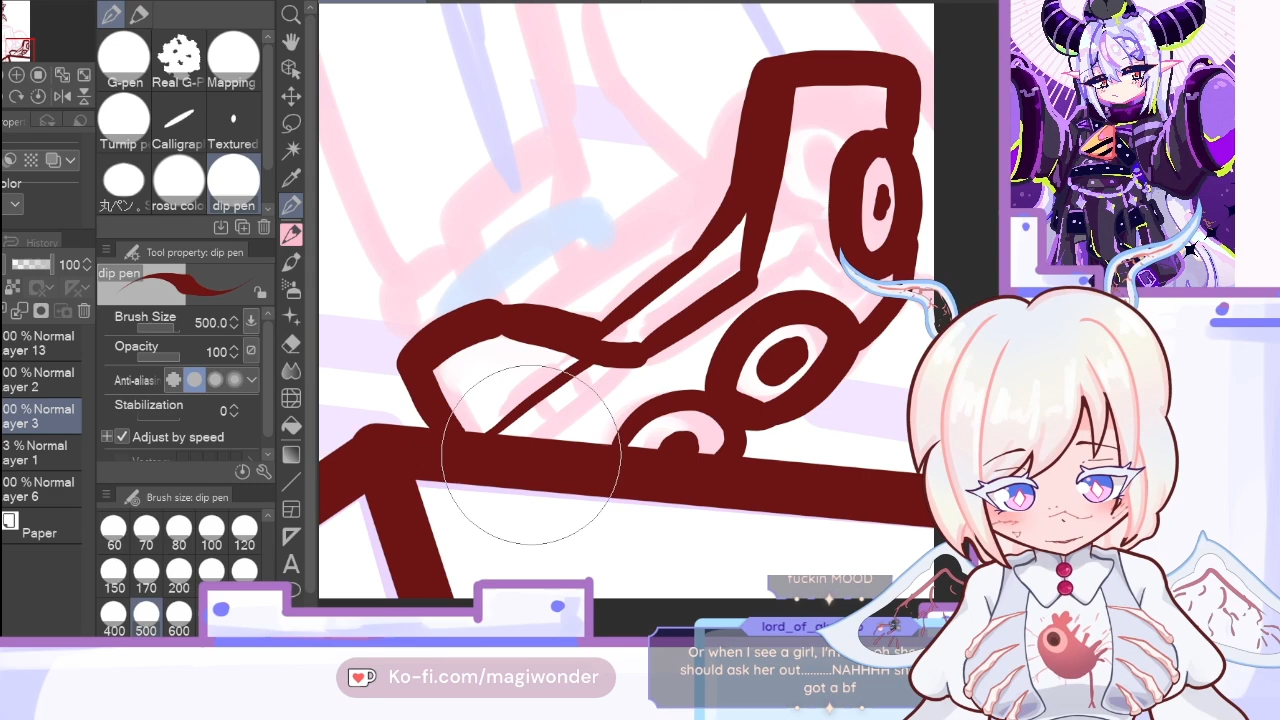 G-pen
Real G-P
Mapping
Turnip p
Calligrap
Textured
丸ペン。S
rosu colo
dip pen
olor
History
100
Tool property: dip pen
dip pen
Brush Size
500.0
Opacity
100
Anti-aliasin
Stabilization
0
Adjust by speed
00 % Normal
ayer 13
00 % Normal
ayer 2
00 % Normal
ayer 3
3 % Normal
ayer 1
00 % Normal
ayer 6
Paper
Brush size: dip pen
60 70 80 100 120
150 170 200
400 500 600
A
Ko-fi.com/magiwonder
fuckin MOOD
Or when I see a girl, I'm
should ask her out.........NAHHH
got a bf